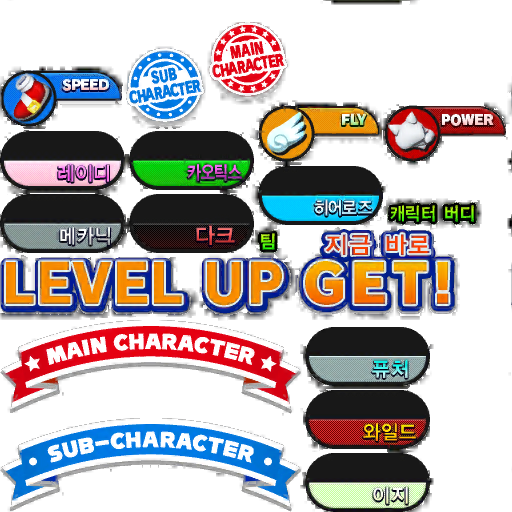 MAIN
CHARACTER
SUB
CHARACTER
SPEED
FLY
POWER
레이디
카오틱스
히어로즈
캐릭터 버디
메카닉
다크
팀
지금 바로
LEVEL UP GET!
MAIN CHARACTER
퓨처
와일드
SUB-CHARACTER
이지